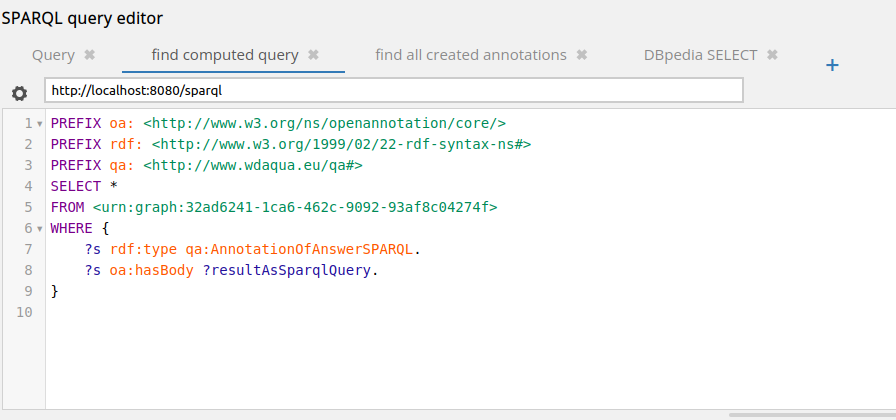 SPARQL query editor
Query ✖ find computed query ✖ find all created annotations ✖ DBpedia SELECT ✖ +
http://localhost:8080/sparql
1 PREFIX oa: <http://www.w3.org/ns/openannotation/core/>
2 PREFIX rdf: <http://www.w3.org/1999/02/22-rdf-syntax-ns#>
3 PREFIX qa: <http://www.wdaqua.eu/qa#>
4 SELECT *
5 FROM <urn:graph:32ad6241-1ca6-462c-9092-93af8c04274f>
6 WHERE {
7     ?s rdf:type qa:AnnotationOfAnswerSPARQL.
8     ?s oa:hasBody ?resultAsSparqlQuery.
9 }
10